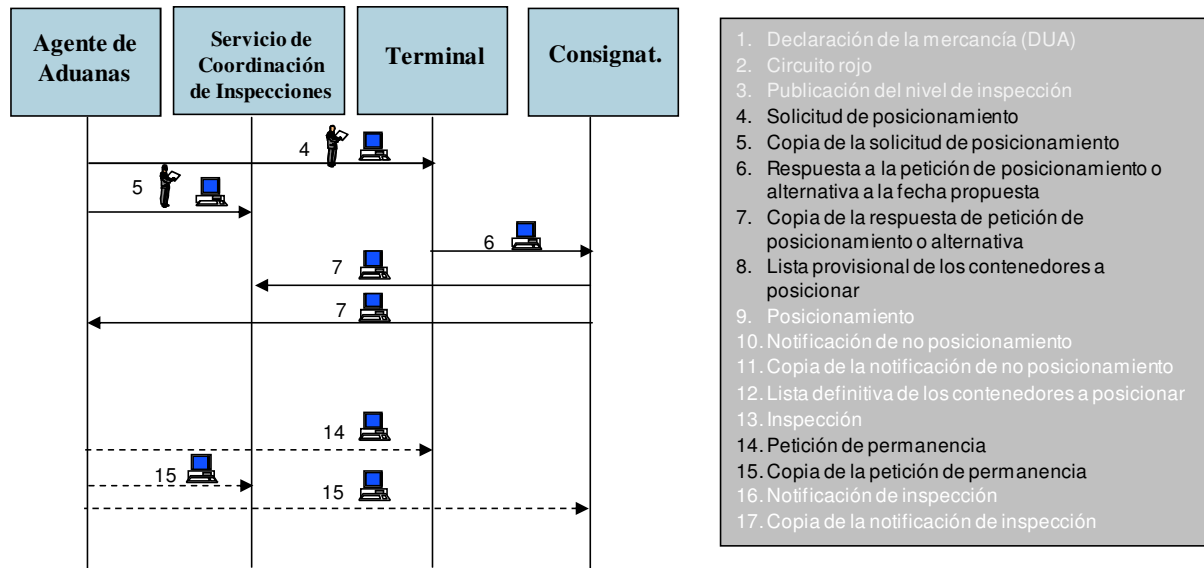 Agente de
Aduanas
Servicio de
Coordinación
de Inspecciones
Terminal
Consignat.
4
5
6
7
7
14
15
15
1. Declaración de la mercancía (DUA)
2. Circuito rojo
3. Publicación del nivel de inspección
4. Solicitud de posicionamiento
5. Copia de la solicitud de posicionamiento
6. Respuesta a la petición de posicionamiento o
alternativa a la fecha propuesta
7. Copia de la respuesta de petición de
posicionamiento o alternativa
8. Lista provisional de los contenedores a
posicionar
9. Posicionamiento
10. Notificación de no posicionamiento
11. Copia de la notificación de no posicionamiento
12. Lista definitiva de los contenedores a posicionar
13. Inspección
14. Petición de permanencia
15. Copia de la petición de permanencia
16. Notificación de inspección
17. Copia de la notificación de inspección